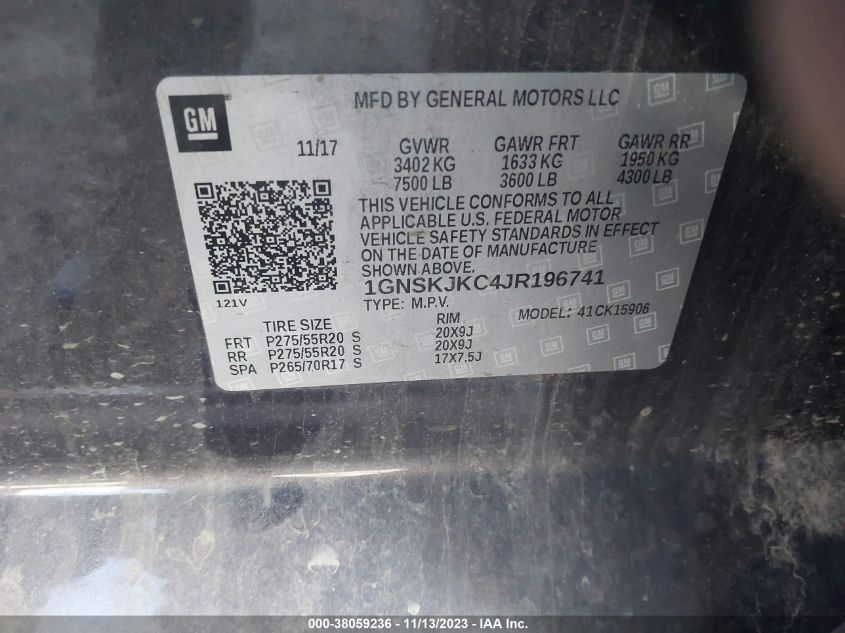 GM
MFD BY GENERAL MOTORS LLC
11/17
GVWR GAWR FRT GAWR RR
3402 KG 1633 KG 1950 KG
7500 LB 3600 LB 4300 LB
THIS VEHICLE CONFORMS TO ALL
APPLICABLE U.S. FEDERAL MOTOR
VEHICLE SAFETY STANDARDS IN EFFECT
ON THE DATE OF MANUFACTURE
SHOWN ABOVE.
1GNSKJKC4JR196741
121V
TYPE: M.P.V. MODEL: 41CK15906
TIRE SIZE RIM
FRT P275/55R20 S 20X9J
RR P275/55R20 S 20X9J
SPA P265/70R17 S 17X7.5J
000-38059236 - 11/13/2023 - IAA Inc.